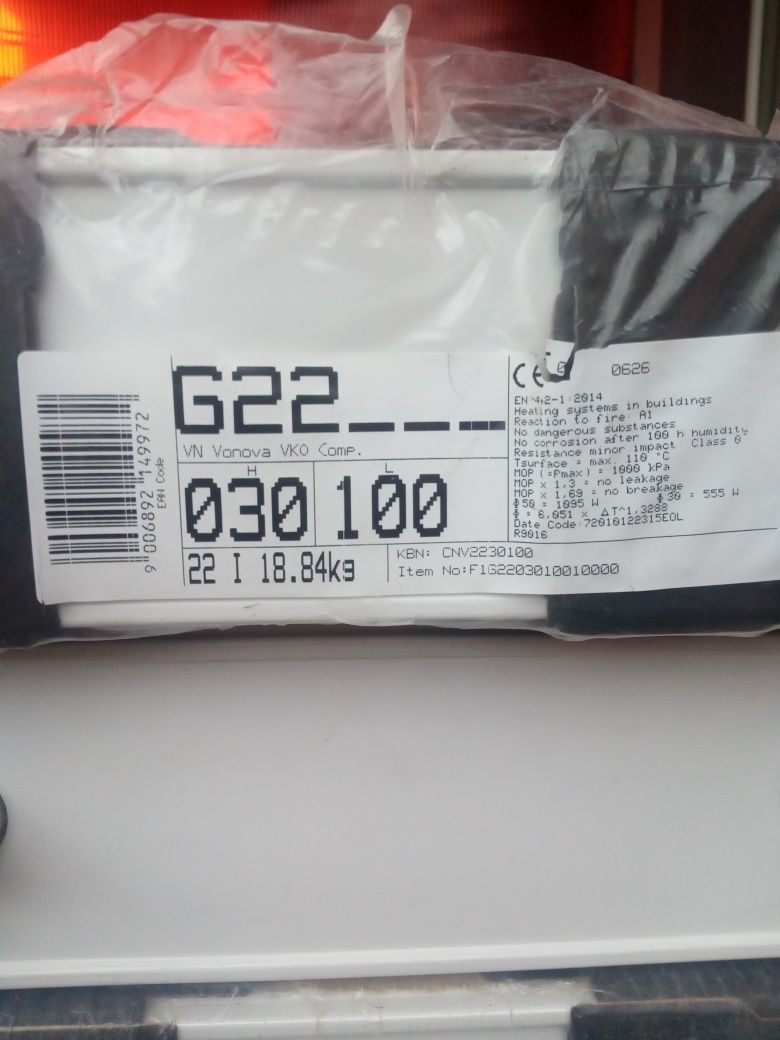 9 006892 149972
EAN Code
G22_ _ _ _
VN Vonova VKO Comp.
H
030
L
100
22 I 18.84kg
KBN: CNV2230100
Item No:F1G2203010010000
CE
0626
EN 442-1:2014
Heating systems in buildings
Reaction to fire: A1
No dangerous substances
No corrosion after 100 h humidity
Resistance minor impact: Class 0
Tsurface = max. 110 °C
MOP (=Pmax) = 1000 kPa
MOP x 1,3 = no leakage
MOP x 1,69 = no breakage
Φ50 = 1095 W Φ30 = 555 W
Φ = 6,051 x ΔT^1,3288
Date Code:72010122315EOL
R9016